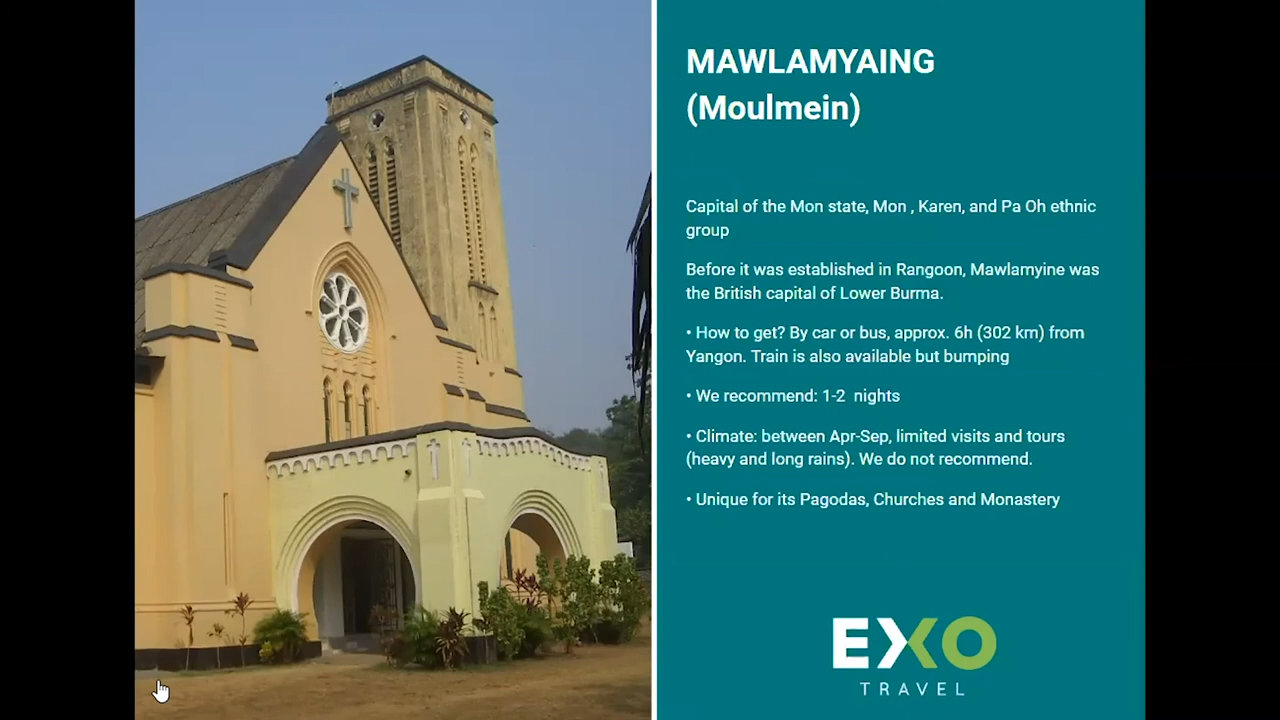 MAWLAMYAING
(Moulmein)
Capital of the Mon state, Mon , Karen, and Pa Oh ethnic
group
Before it was established in Rangoon, Mawlamyine was
the British capital of Lower Burma.
• How to get? By car or bus, approx. 6h (302 km) from
Yangon. Train is also available but bumping
• We recommend: 1-2  nights
• Climate: between Apr-Sep, limited visits and tours
(heavy and long rains). We do not recommend.
• Unique for its Pagodas, Churches and Monastery
EXO
TRAVEL